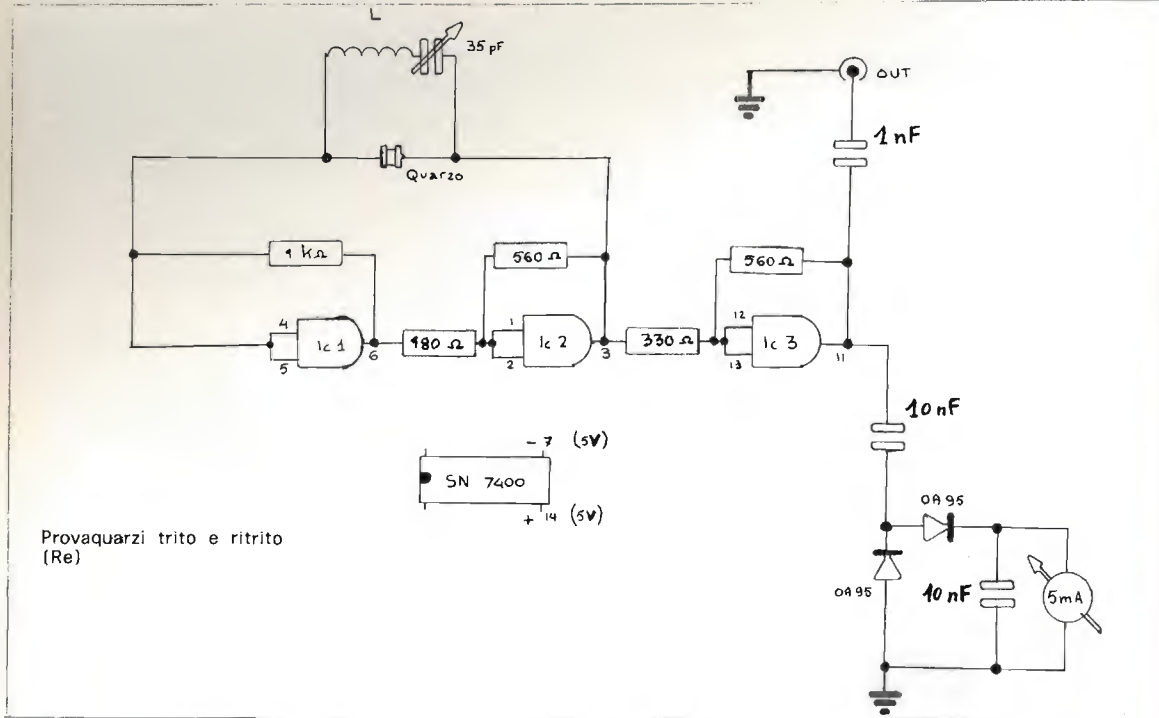 L
35 pF
OUT
1 nF
Quarzo
1 kΩ
560 Ω
560 Ω
4
5
Ic 1
6
480 Ω
1
2
Ic 2
3
330 Ω
12
13
Ic 3
11
10 nF
- 7 (5V)
SN 7400
+ 14 (5V)
OA 95
Provaquarzi trito e ritrito
(Re)
OA 95
10 nF
5mA